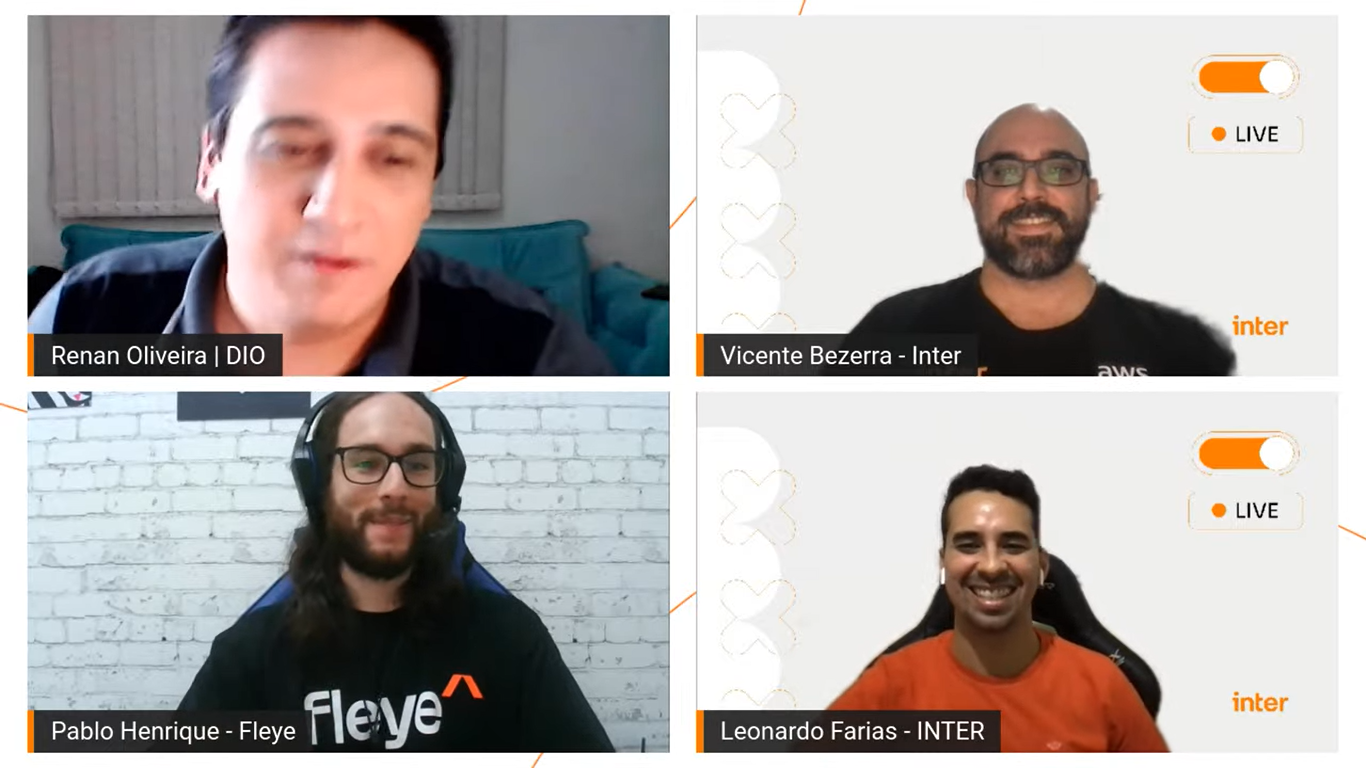 Renan Oliveira | DIO
LIVE
inter
aws
Vicente Bezerra - Inter
fleye
Pablo Henrique - Fleye
LIVE
inter
Leonardo Farias - INTER